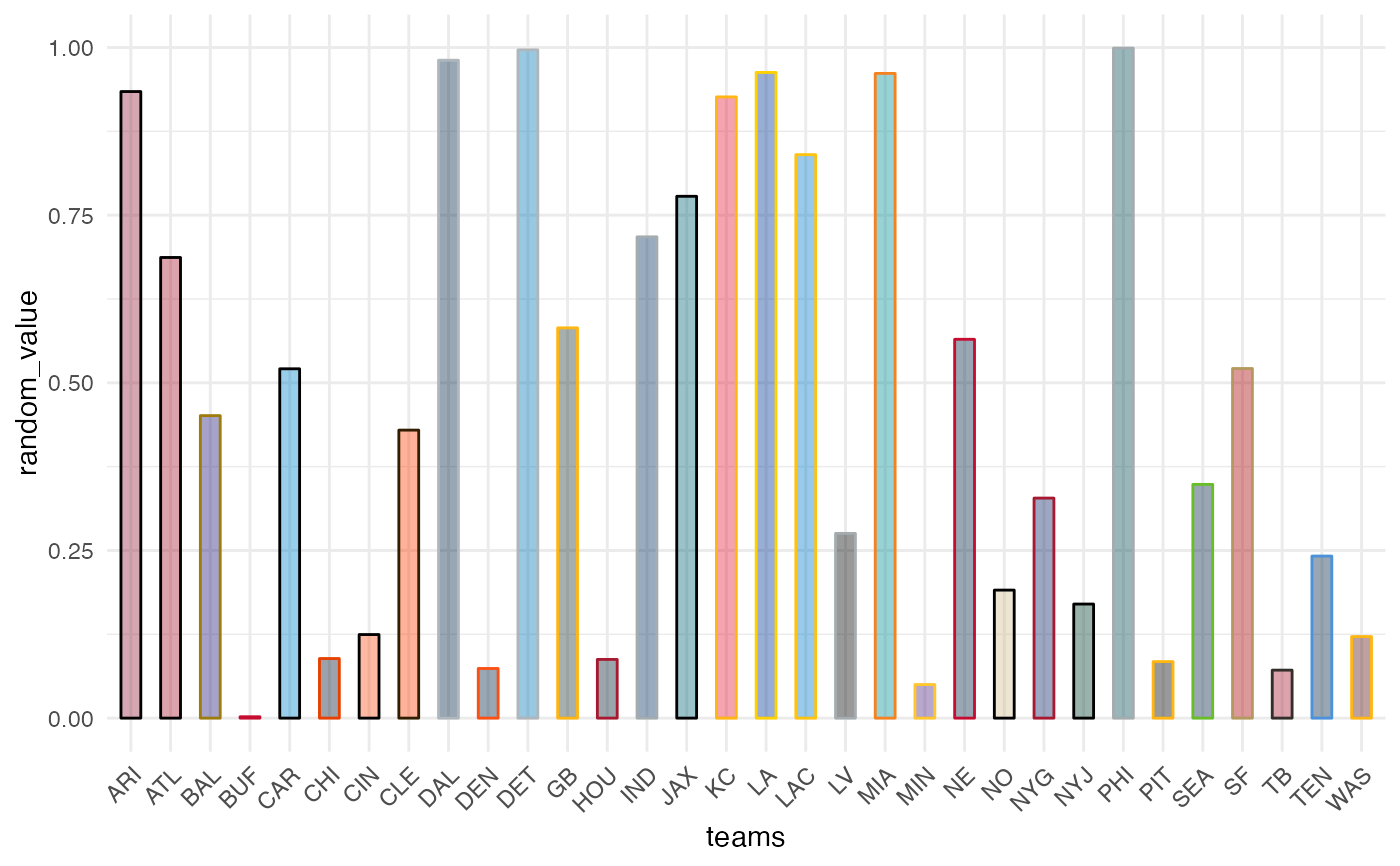 1.00
0.75
0.50
0.25
0.00
random_value
ARI ATL BAL BUF CAR CHI CIN CLE DAL DEN DET GB HOU IND JAX KC LA LAC LV MIA MIN NE NO NYG NYJ PHI PIT SEA SF TB TEN WAS
teams